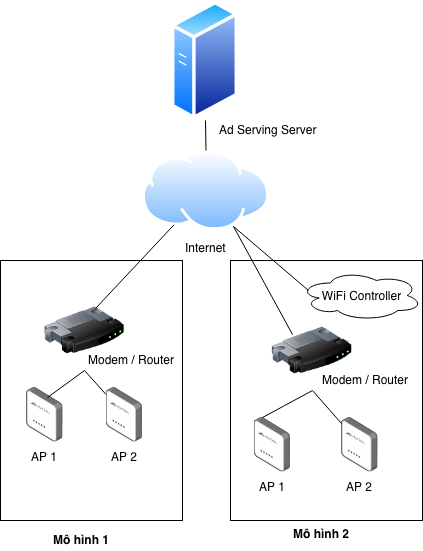 Ad Serving Server
Internet
WiFi Controller
Modem / Router
AP 1
AP 2
Modem / Router
AP 1
AP 2
Mô hình 1
Mô hình 2